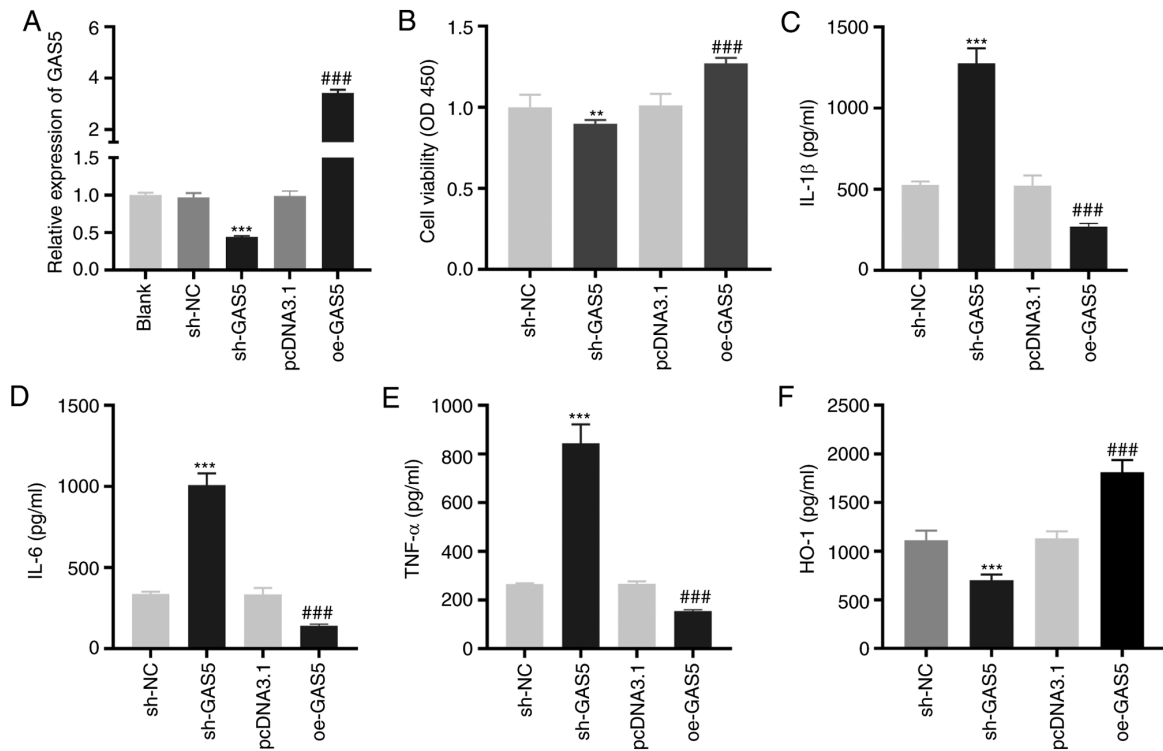 A
Relative expression of GAS5
6
4
2
1.5
1.0
0.5
0.0
***
###
Blank
sh-NC
sh-GAS5
pcDNA3.1
oe-GAS5
B
Cell viability (OD 450)
1.5
1.0
0.5
0.0
**
###
sh-NC
sh-GAS5
pcDNA3.1
oe-GAS5
C
IL-1β (pg/ml)
1500
1000
500
0
***
###
sh-NC
sh-GAS5
pcDNA3.1
oe-GAS5
D
IL-6 (pg/ml)
1500
1000
500
0
***
###
sh-NC
sh-GAS5
pcDNA3.1
oe-GAS5
E
TNF-α (pg/ml)
1000
800
600
400
200
0
***
###
sh-NC
sh-GAS5
pcDNA3.1
oe-GAS5
F
HO-1 (pg/ml)
2500
2000
1500
1000
500
0
***
###
sh-NC
sh-GAS5
pcDNA3.1
oe-GAS5